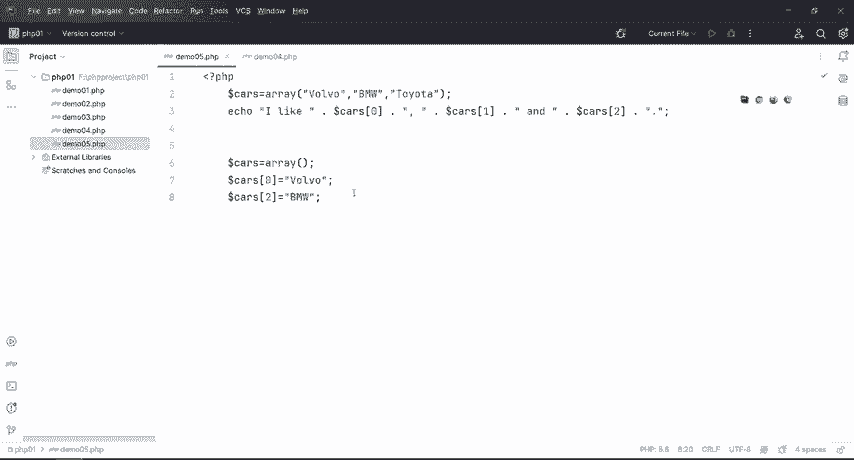 File Edit View Navigate Code Refactor Run Tools VCS Window Help
php01 Version control Current File
Project
demo05.php demo04.php
php01 F:\phpproject\php01
demo01.php
demo02.php
demo03.php
demo04.php
demo05.php
External Libraries
Scratches and Consoles
1 <?php
2 $cars=array("Volvo","BMW","Toyota");
3 echo "I like " . $cars[0] . ", " . $cars[1] . " and " . $cars[2] . ".";
4
5
6 $cars=array();
7 $cars[0]="Volvo";
8 $cars[2]="BMW";
php01 > demo05.php PHP: 5.6 8:20 CRLF UTF-8 4 spaces